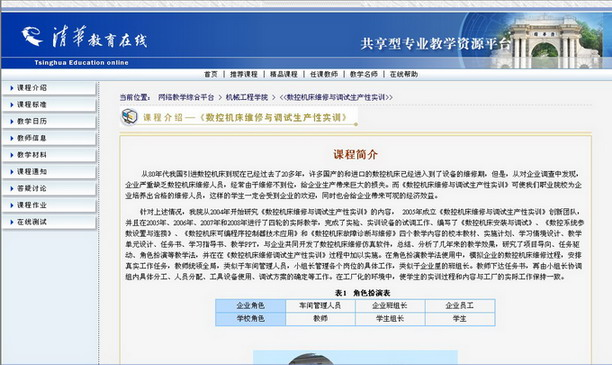 清华教育在线
Tsinghua Education online
共享型专业教学资源平台
首页 | 推荐课程 | 精品课程 | 任课教师 | 教学名师 | 在线帮助
课程介绍
课程标准
教学日历
教师信息
教学材料
课程通知
答疑讨论
课程作业
在线测试
当前位置: 网络教学综合平台 > 机械工程学院 > <<数控机床维修与调试生产性实训>>
课程介绍—《数控机床维修与调试生产性实训》
课程简介
从80年代我国引进数控机床到现在已经过去了20多年，许多国产的和进口的数控机床已经进入到了设备的维修期，但是，从对企业调查中发现，
企业严重缺乏数控机床维修人员，经常由于维修不到位，给企业生产带来巨大的损失。而《数控机床维修与调试生产性实训》可使我们职业院校为企
业培养出合格的维修人员，这样的学生一定会受到企业的欢迎，同时也会给企业带来可观的经济效益。
针对上述情况，我院从2004年开始研究《数控机床维修与调试生产性实训》的内容， 2005年成立《数控机床维修与调试生产性实训》创新团队，
并且在2005年、2006年、2007年和2008年进行了四轮的实际教学，完成了实验、实训设备的试调工作、编写了《数控机床安装与调试》、《数控系统参
数设置与连接》、《数控机床可编程序控制器技术应用》和《数控机床故障诊断与维修》四个教学内容的校本教材、实施计划、学习情境设计、教学
单元设计、任务书、学习指导书、教学PPT，与企业共同开发了数控机床维修仿真软件。总结、分析了几年来的教学效果，研究了项目导向、任务驱
动、角色扮演等教学法，并在在《数控机床维修调试生产性实训》过程中加以实施。在角色扮演教学法使用中，模拟企业的数控机床维修过程，安排
真实工作任务，教师统领全局，类似于车间管理人员，小组长管理各个岗位的具体工作，类似于企业里的班组长。教师下达任务书，再由小组长协调
组内具体分工、人员分配、工具设备使用、调试方案的确定等工作。在工厂化的环境中，使学生的实训过程和内容与工厂的实际工作保持一致。
表1 角色扮演表
企业角色 车间管理人员 企业班组长 企业员工
学校角色 教师 学生组长 学生